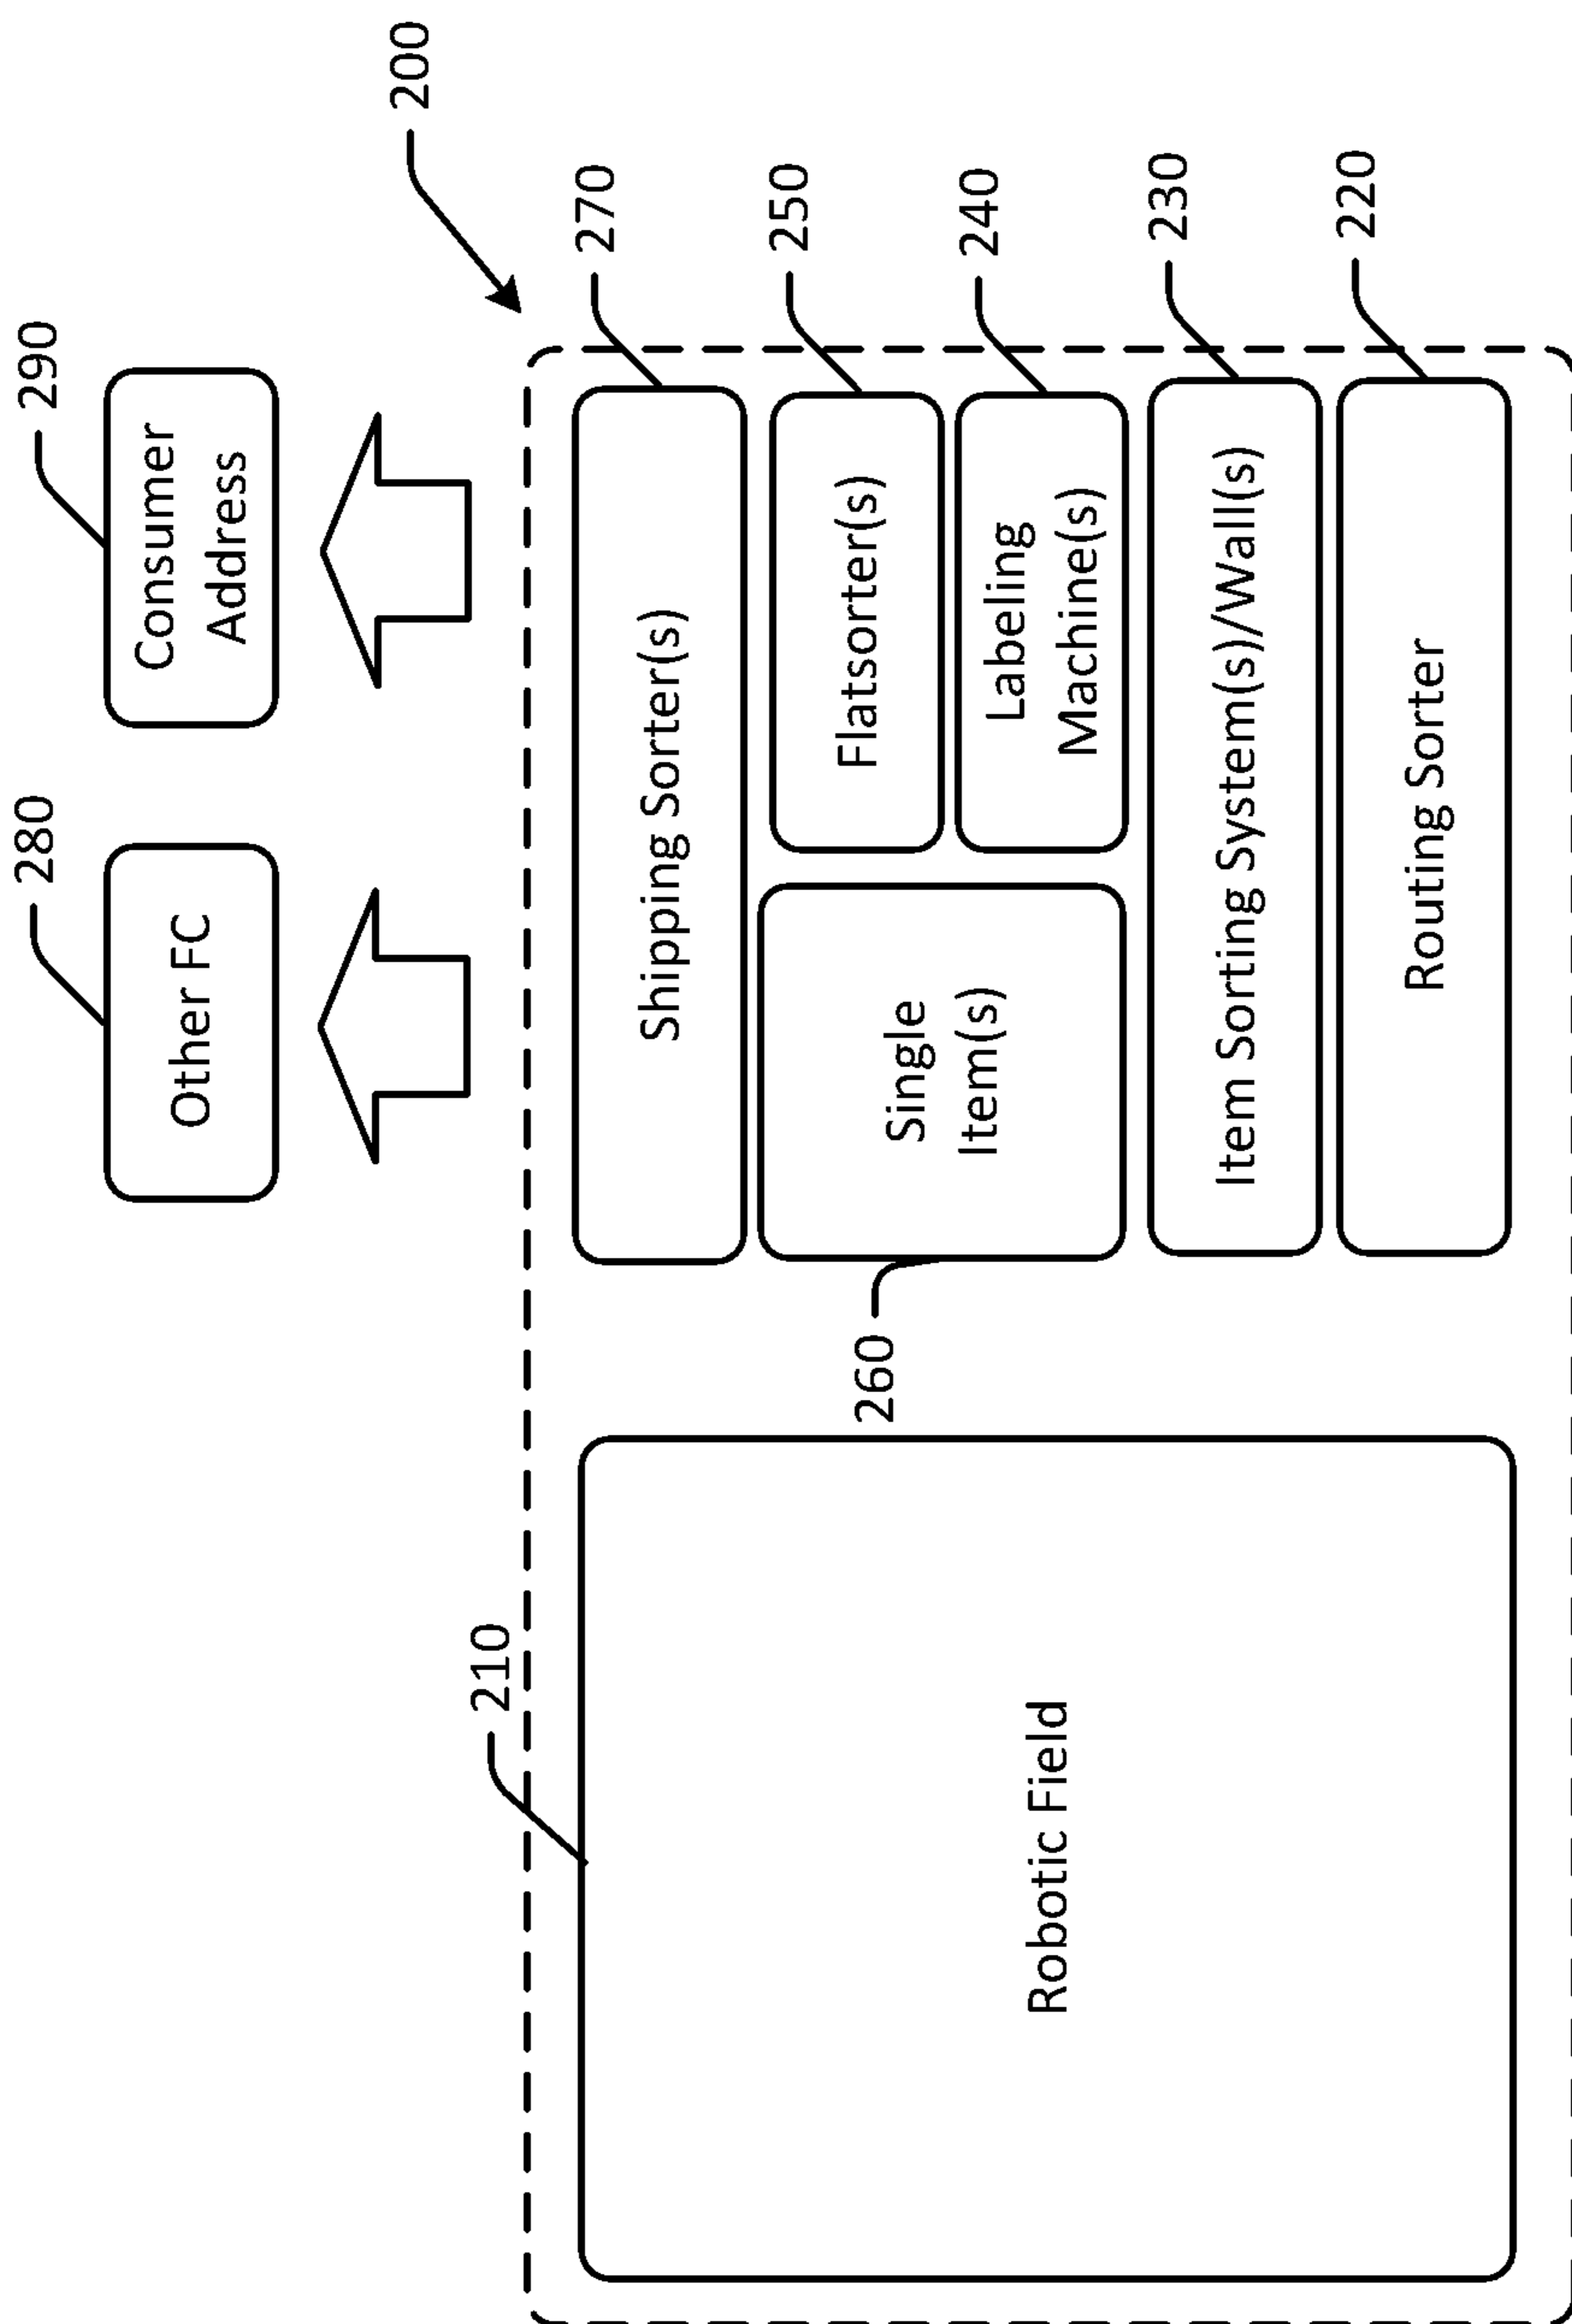 280
290
Other FC
Consumer
Address
200
210
Shipping Sorter(s)
270
Single
Item(s)
260
Flatsorter(s)
250
Labeling
Machine(s)
240
Robotic Field
Item Sorting System(s)/Wall(s)
230
Routing Sorter
220